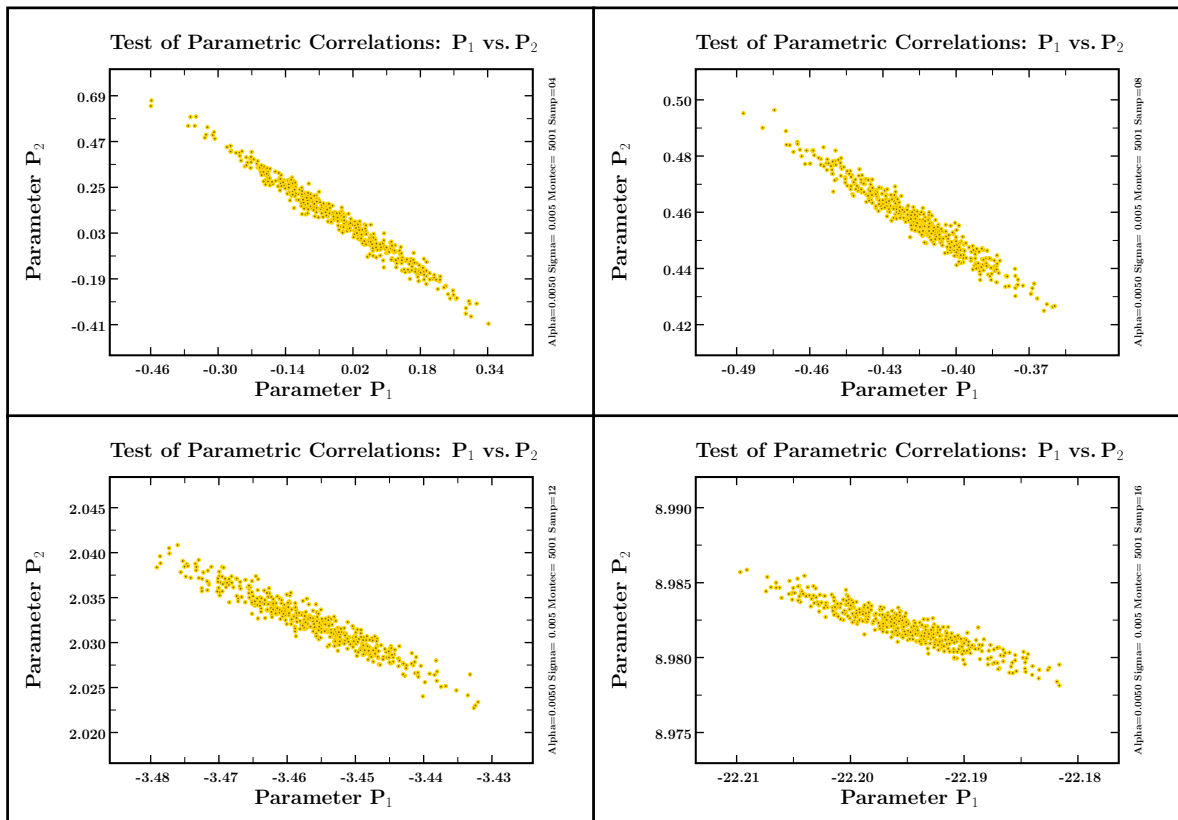 Test of Parametric Correlations: P₁ vs. P₂
0.69
0.47
0.25
0.03
-0.19
-0.41
Parameter P₂
-0.46 -0.30 -0.14 0.02 0.18 0.34
Parameter P₁
Alpha=0.0050 Sigma= 0.005 Montec= 5001 Samp=04
Test of Parametric Correlations: P₁ vs. P₂
0.50
0.48
0.46
0.44
0.42
Parameter P₂
-0.49 -0.46 -0.43 -0.40 -0.37
Parameter P₁
Alpha=0.0050 Sigma= 0.005 Montec= 5001 Samp=08
Test of Parametric Correlations: P₁ vs. P₂
2.045
2.040
2.035
2.030
2.025
2.020
Parameter P₂
-3.48 -3.47 -3.46 -3.45 -3.44 -3.43
Parameter P₁
Alpha=0.0050 Sigma= 0.005 Montec= 5001 Samp=12
Test of Parametric Correlations: P₁ vs. P₂
8.990
8.985
8.980
8.975
Parameter P₂
-22.21 -22.20 -22.19 -22.18
Parameter P₁
Alpha=0.0050 Sigma= 0.005 Montec= 5001 Samp=16